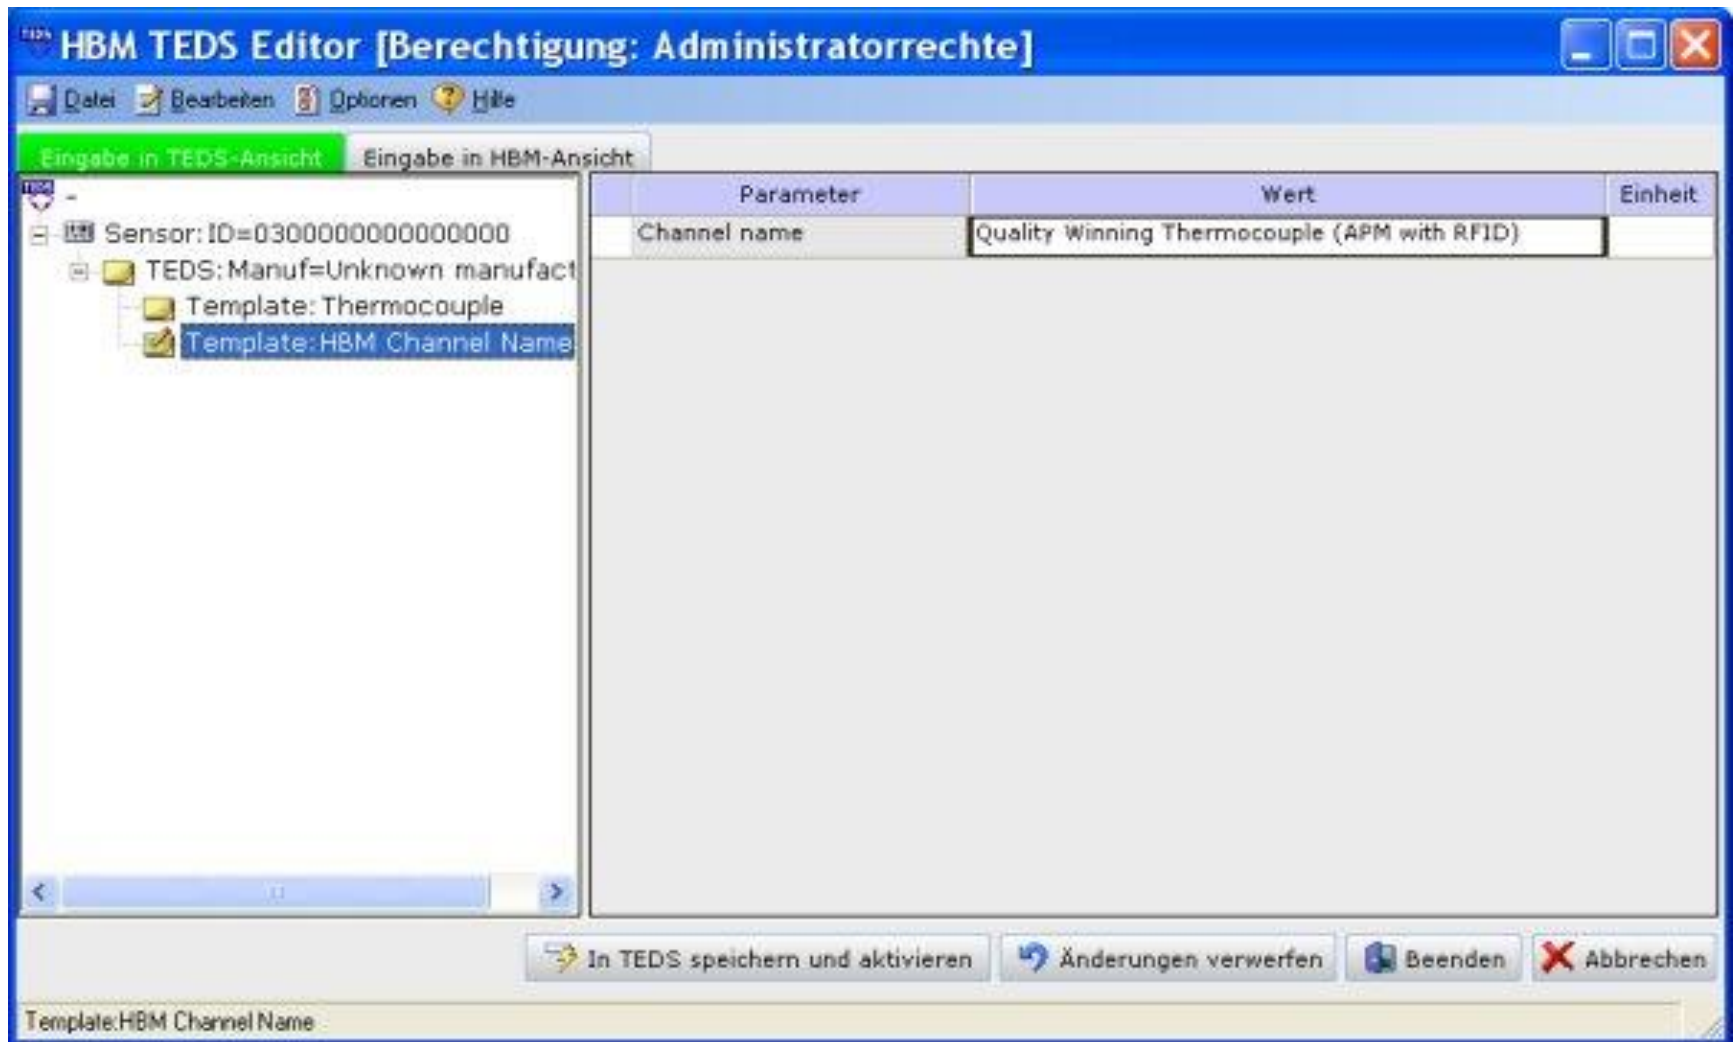 TEDS HBM TEDS Editor [Berechtigung: Administratorrechte]
Datei Bearbeiten Optionen Hilfe
Eingabe in TEDS-Ansicht Eingabe in HBM-Ansicht
TEDS -
Sensor: ID=0300000000000000
TEDS: Manuf=Unknown manufact
Template: Thermocouple
Template: HBM Channel Name
Parameter Wert Einheit
Channel name Quality Winning Thermocouple (APM with RFID)
In TEDS speichern und aktivieren Änderungen verwerfen Beenden Abbrechen
Template:HBM Channel Name